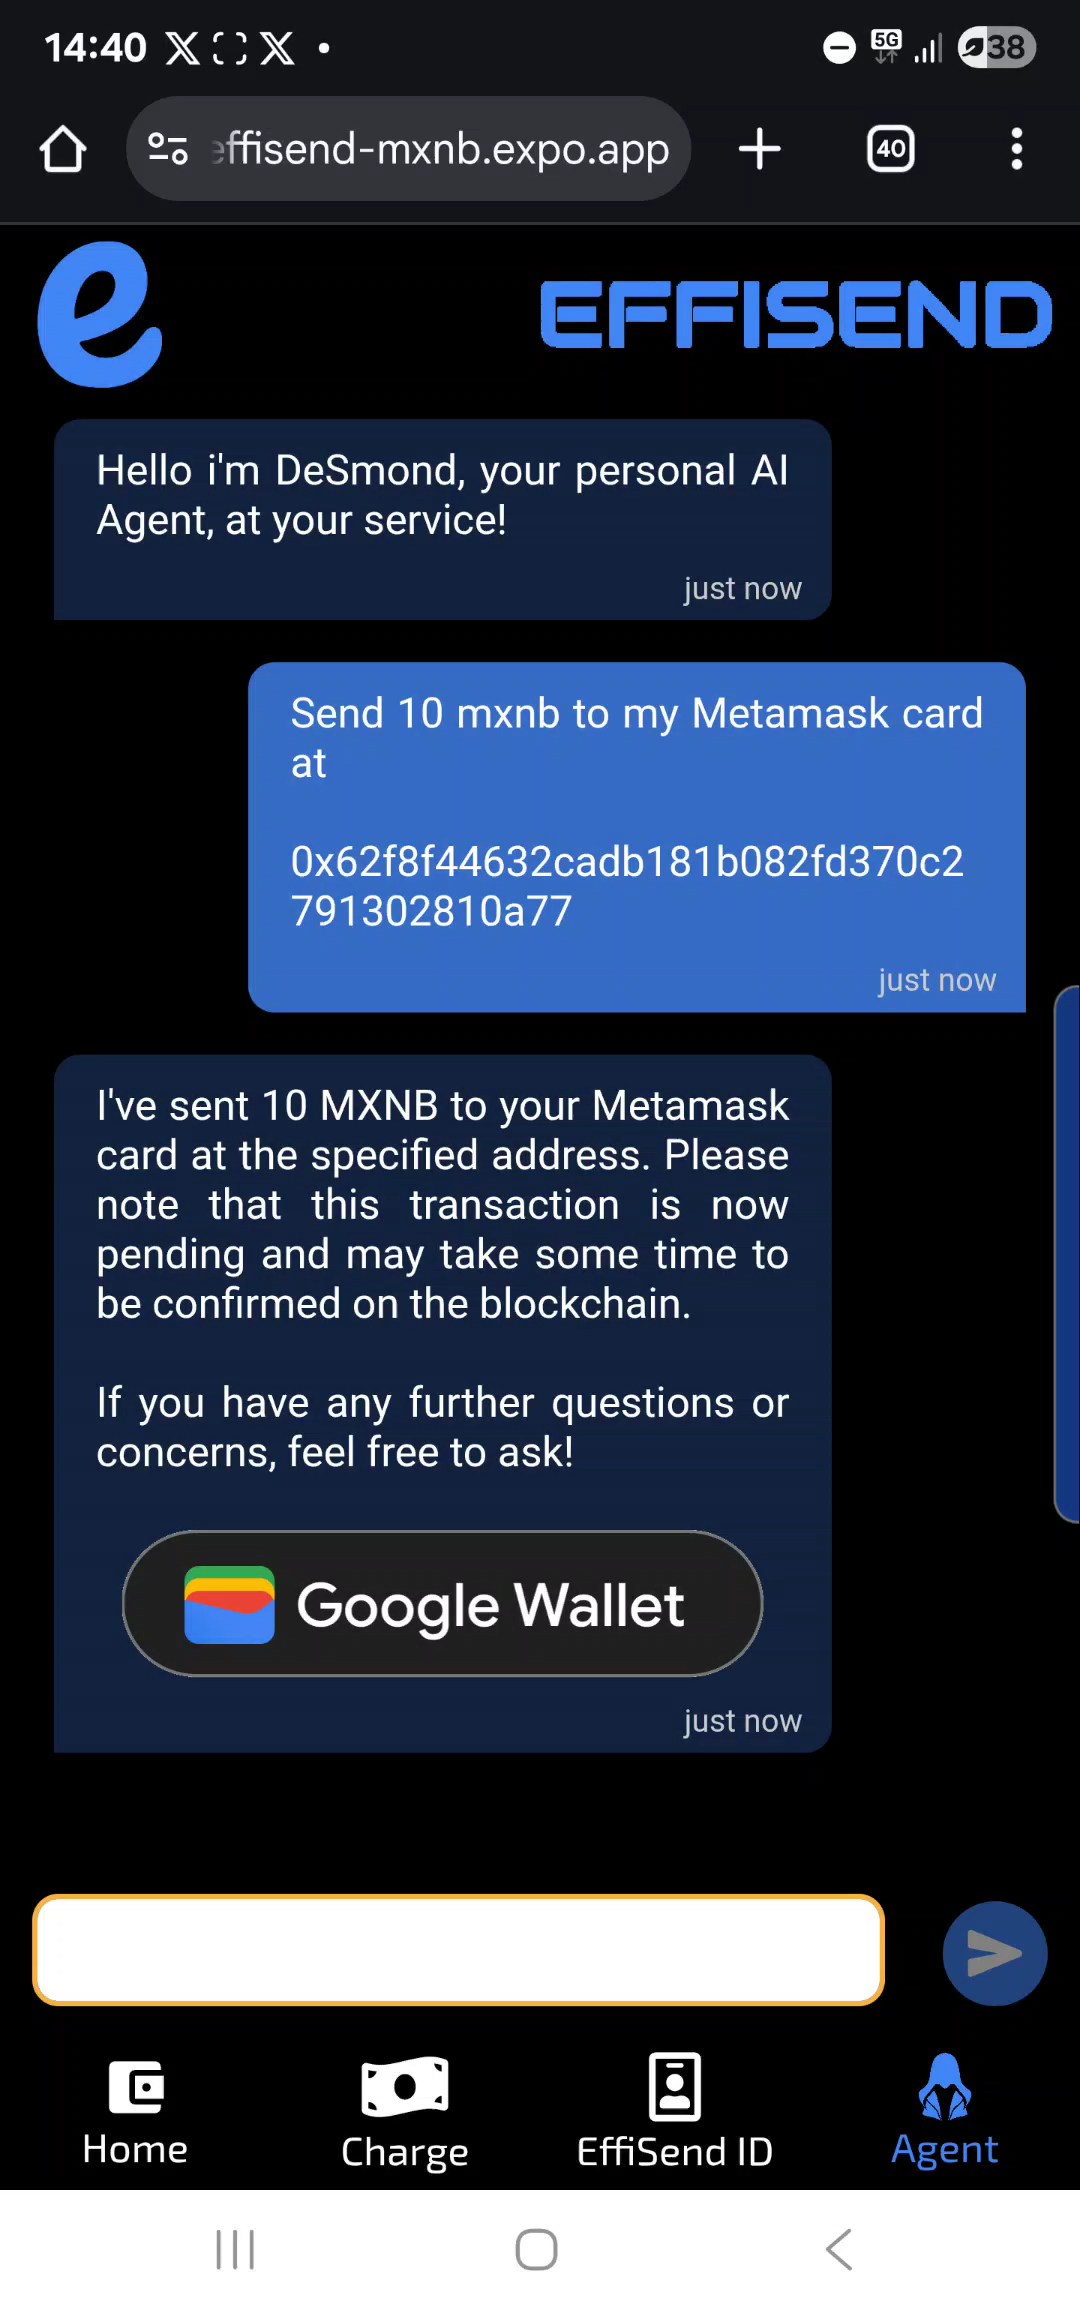 14:40
5G
38
effisend-mxnb.expo.app
40
e
EFFISEND
Hello i'm DeSmond, your personal AI
Agent, at your service!
just now
Send 10 mxnb to my Metamask card
at
0x62f8f44632cadb181b082fd370c2
791302810a77
just now
I've sent 10 MXNB to your Metamask
card at the specified address. Please
note that this transaction is now
pending and may take some time to
be confirmed on the blockchain.
If you have any further questions or
concerns, feel free to ask!
Google Wallet
just now
Home
Charge
EffiSend ID
Agent